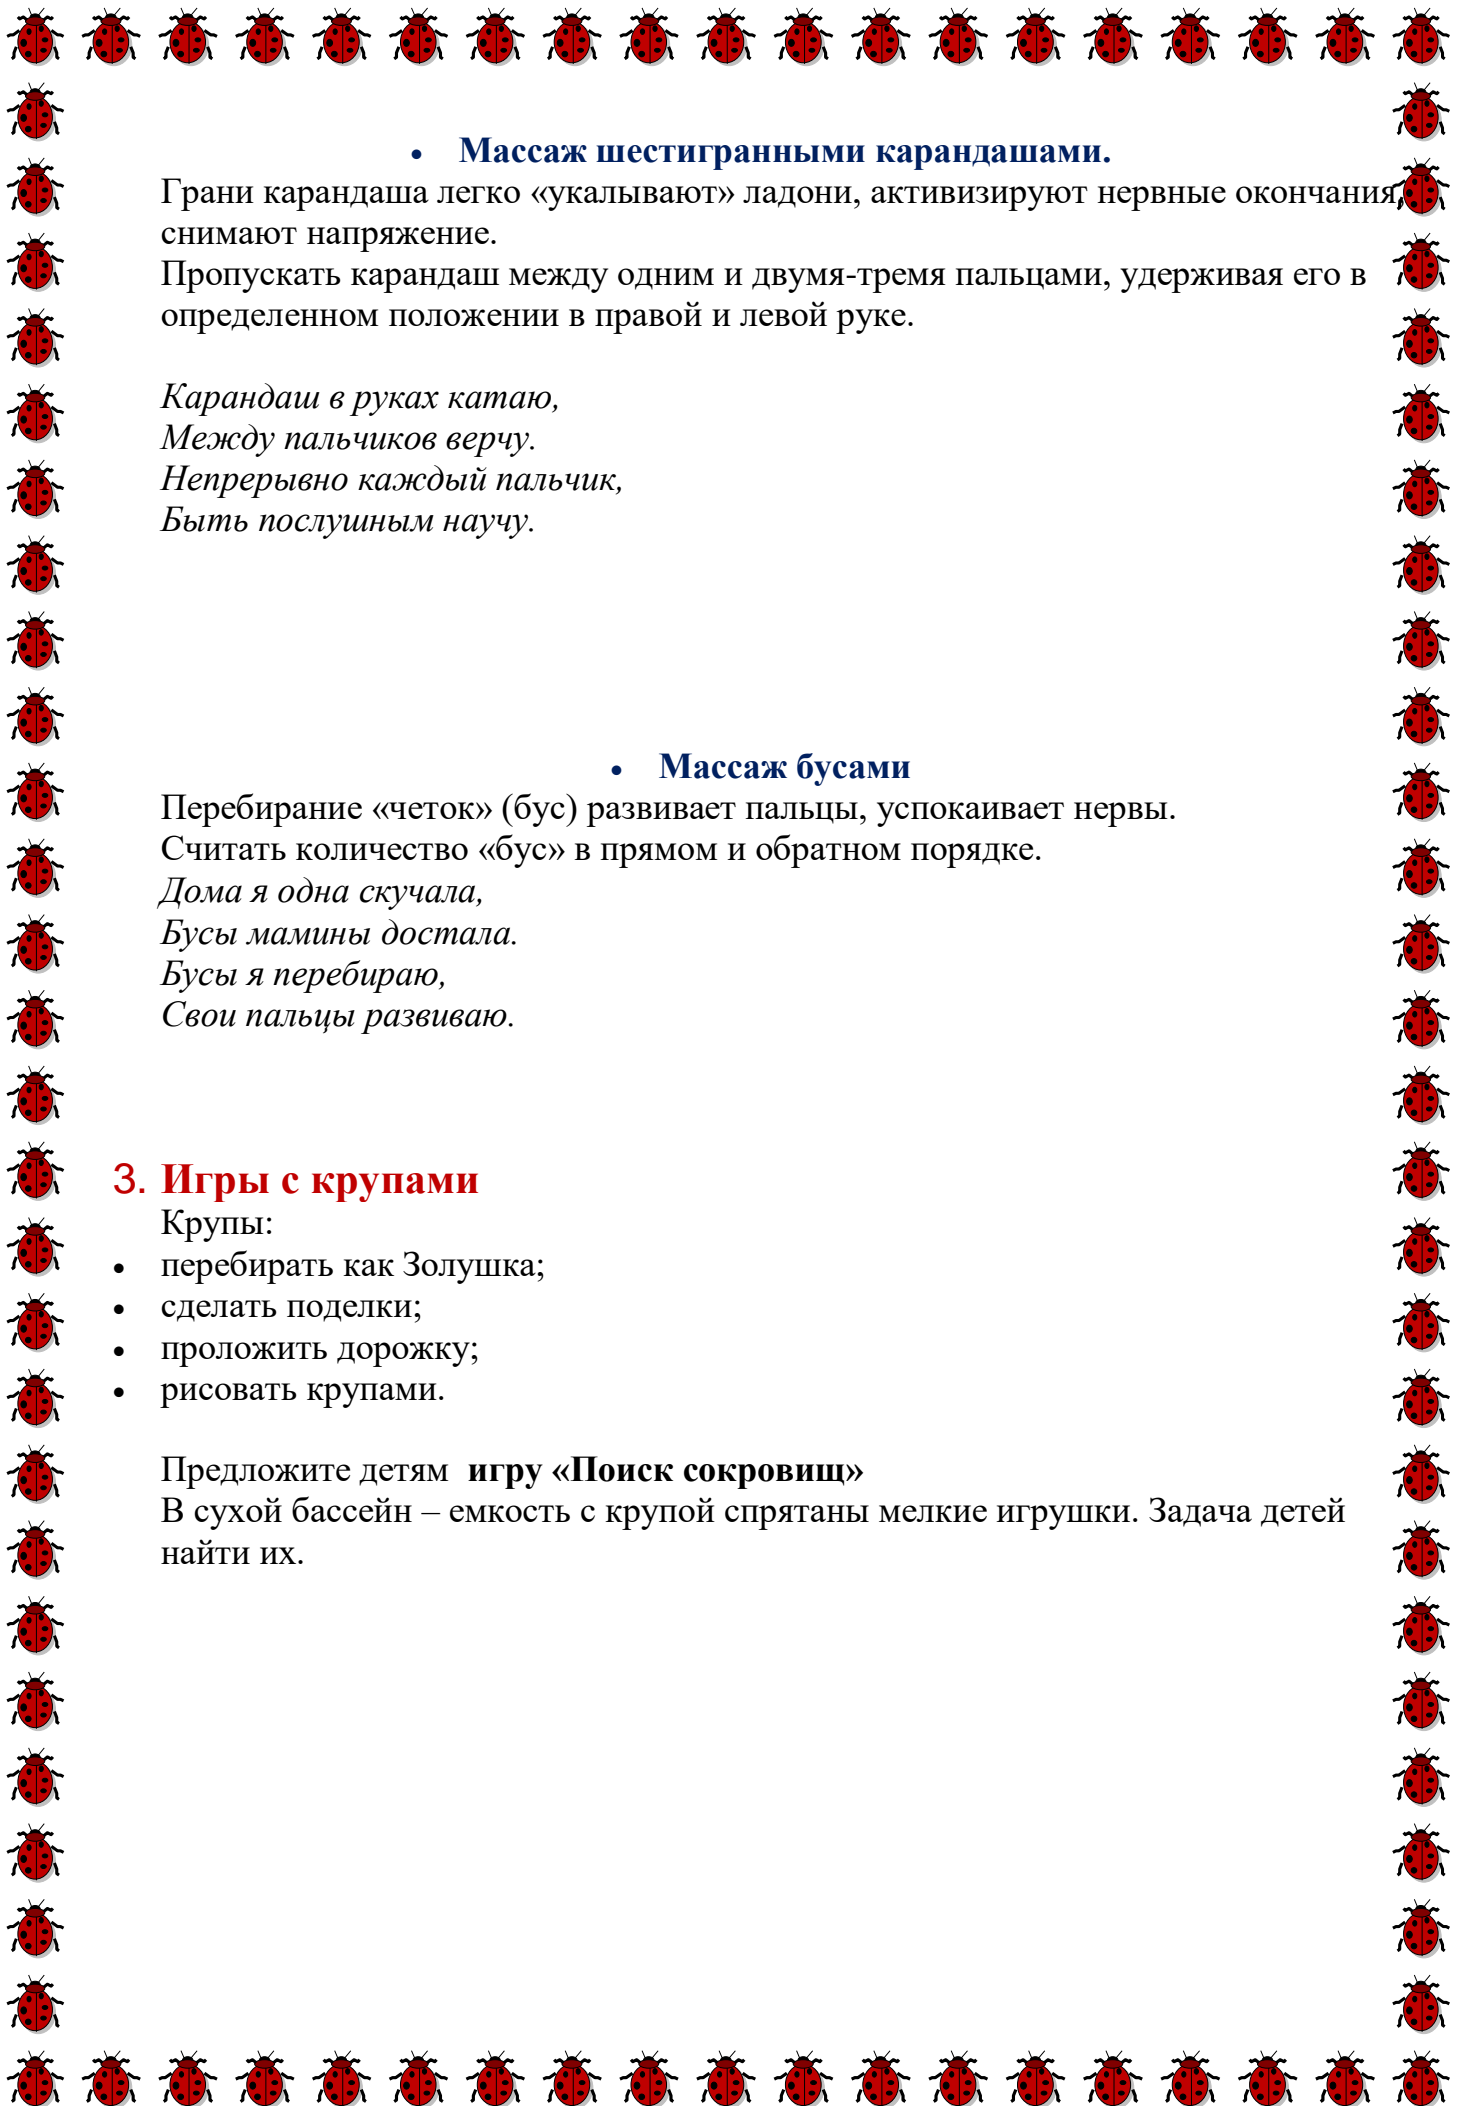 • Массаж шестигранными карандашами.
Грани карандаша легко «укалывают» ладони, активизируют нервные окончания,
снимают напряжение.
Пропускать карандаш между одним и двумя-тремя пальцами, удерживая его в
определенном положении в правой и левой руке.
Карандаш в руках катаю,
Между пальчиков верчу.
Непрерывно каждый пальчик,
Быть послушным научу.
• Массаж бусами
Перебирание «четок» (бус) развивает пальцы, успокаивает нервы.
Считать количество «бус» в прямом и обратном порядке.
Дома я одна скучала,
Бусы мамины достала.
Бусы я перебираю,
Свои пальцы развиваю.
3. Игры с крупами
Крупы:
• перебирать как Золушка;
• сделать поделки;
• проложить дорожку;
• рисовать крупами.
Предложите детям игру «Поиск сокровищ»
В сухой бассейн – емкость с крупой спрятаны мелкие игрушки. Задача детей
найти их.